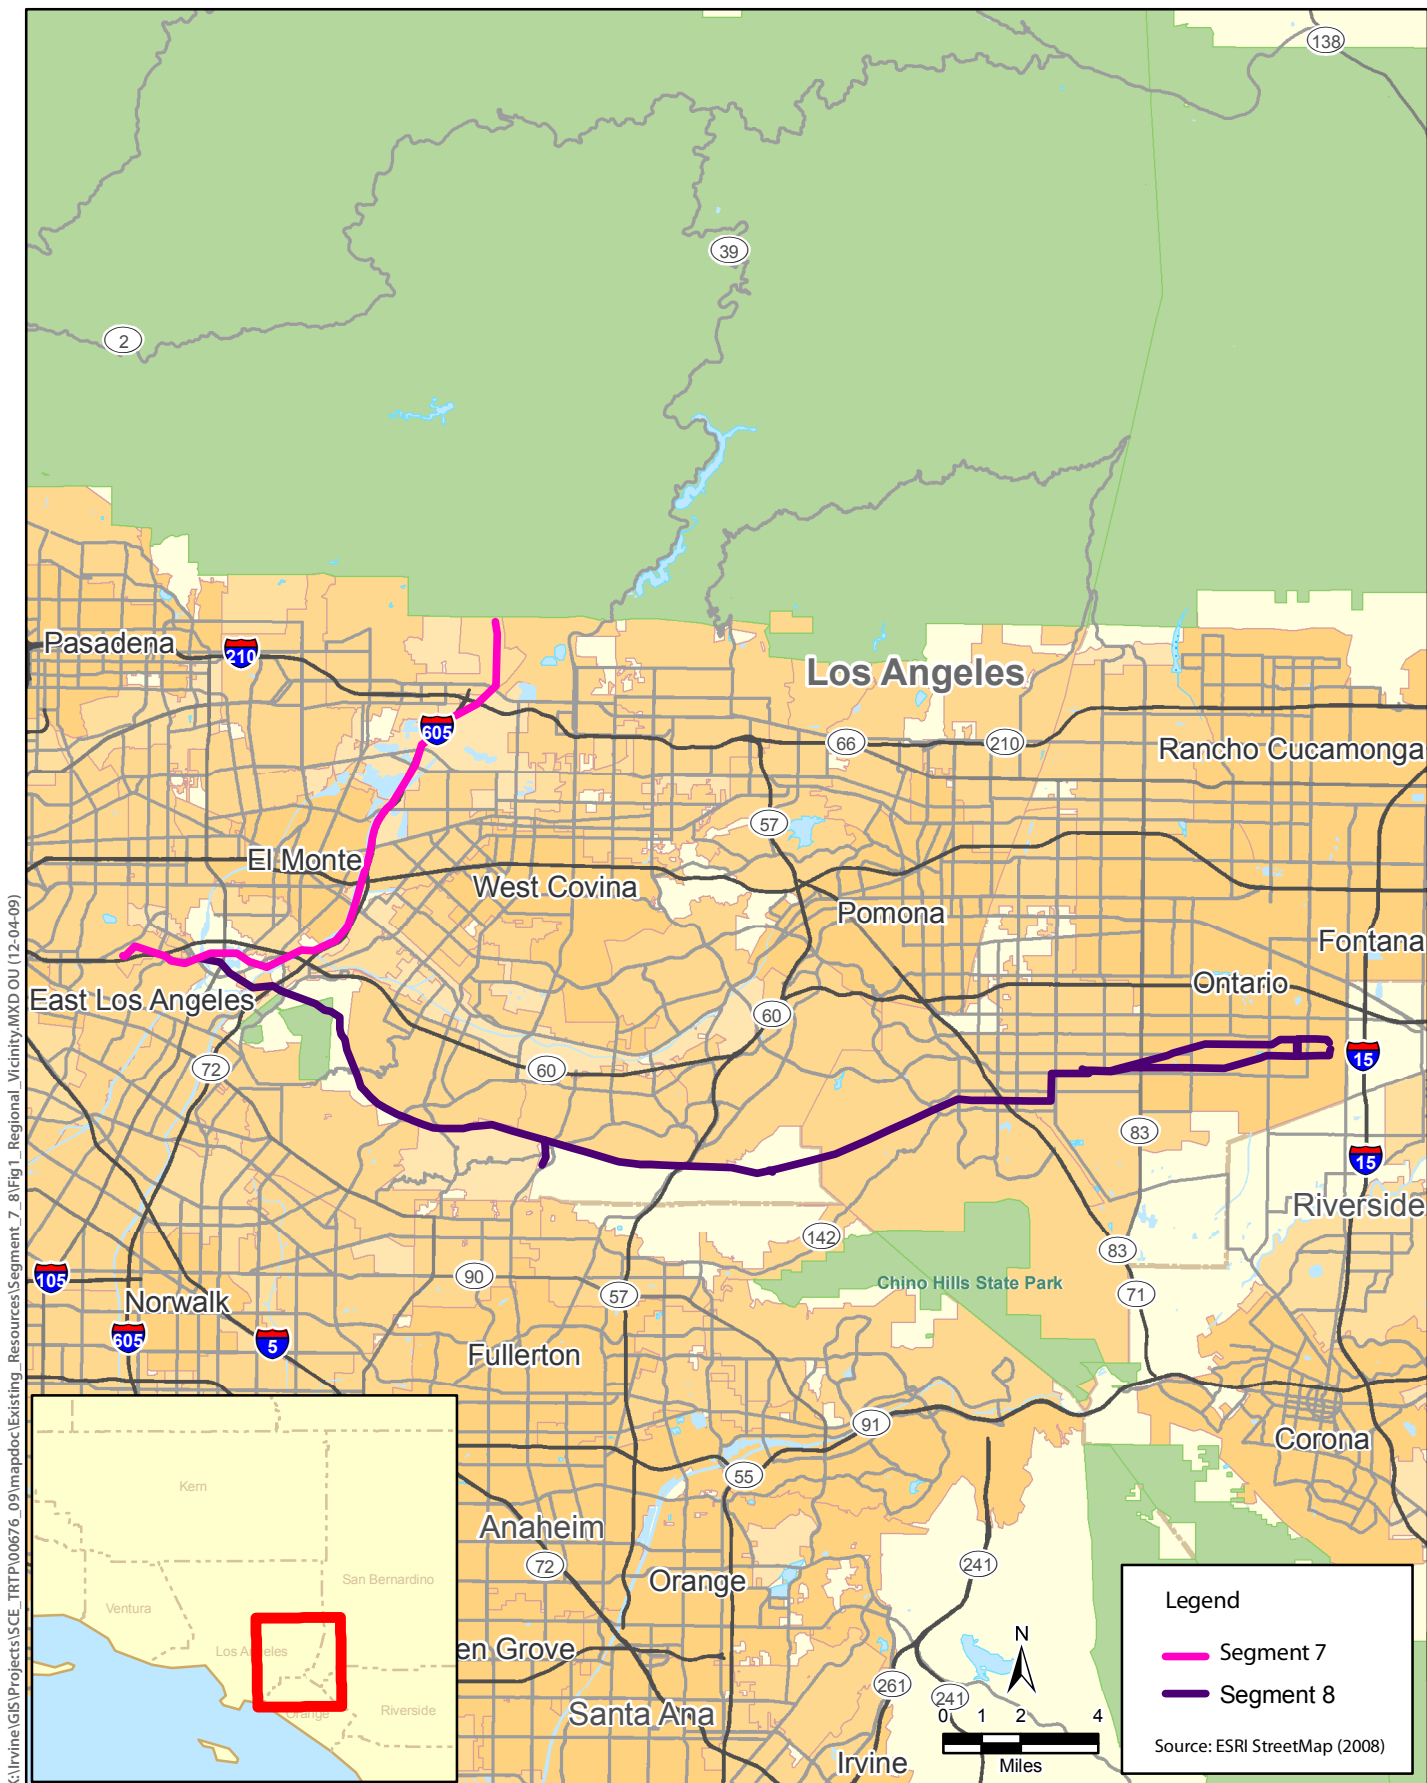 138
39
2
Pasadena
210
Los Angeles
605
66
210
Rancho Cucamonga
57
El Monte
West Covina
Pomona
Fontana
East Los Angeles
Ontario
60
72
60
15
83
15
Riverside
142
83
105
90
Chino Hills State Park
57
71
Norwalk
605
5
Fullerton
91
Corona
55
Anaheim
72
241
Orange
en Grove
261
241
Santa Ana
Irvine
N
0 1 2 4
Miles
Kern
San Bernardino
Ventura
Los Angeles
Orange
Riverside
Legend
Segment 7
Segment 8
Source: ESRI StreetMap (2008)
K:\Irvine\GIS\Projects\SCE_TRTP\00676_09\mapdoc\Existing_Resources\Segment_7_8\Fig1_Regional_Vicinity.MXD OU (12-04-09)